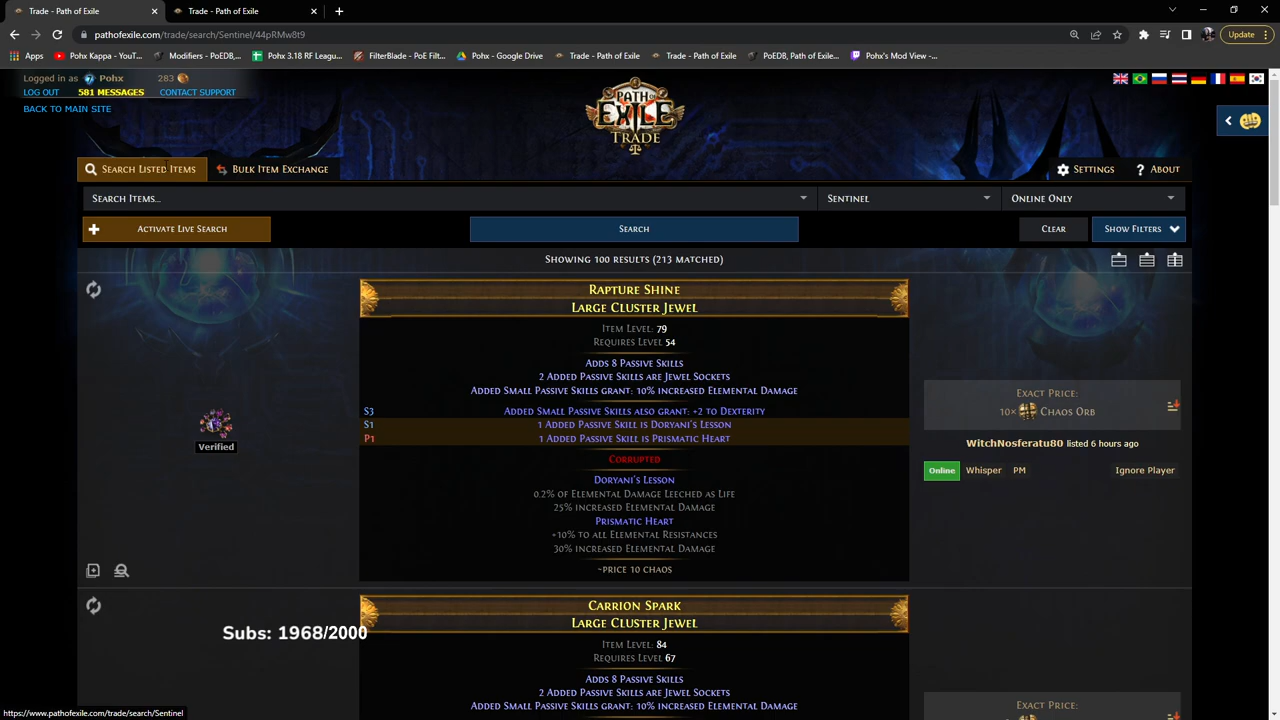 Trade - Path of Exile
Trade - Path of Exile
pathofexile.com/trade/search/Sentinel/44pRMw8t9
Update
Apps
Pohx Kappa - YouT...
Modifiers - PoEDB,...
Pohx 3.18 RF Leagu...
FilterBlade - PoE Filt...
Pohx - Google Drive
Trade - Path of Exile
Trade - Path of Exile
PoEDB, Path of Exile...
Pohx's Mod View -...
Logged in as Pohx 283
LOG OUT 581 MESSAGES CONTACT SUPPORT
BACK TO MAIN SITE
PATH OF EXILE TRADE
SEARCH LISTED ITEMS
BULK ITEM EXCHANGE
SETTINGS
ABOUT
SEARCH ITEMS...
SENTINEL
ONLINE ONLY
ACTIVATE LIVE SEARCH
SEARCH
CLEAR
SHOW FILTERS
SHOWING 100 RESULTS (213 MATCHED)
RAPTURE SHINE
LARGE CLUSTER JEWEL
ITEM LEVEL: 79
REQUIRES LEVEL 54
ADDS 8 PASSIVE SKILLS
2 ADDED PASSIVE SKILLS ARE JEWEL SOCKETS
ADDED SMALL PASSIVE SKILLS GRANT: 10% INCREASED ELEMENTAL DAMAGE
S3 ADDED SMALL PASSIVE SKILLS ALSO GRANT: +2 TO DEXTERITY
S1 1 ADDED PASSIVE SKILL IS DORYANI'S LESSON
P1 1 ADDED PASSIVE SKILL IS PRISMATIC HEART
CORRUPTED
DORYANI'S LESSON
0.2% OF ELEMENTAL DAMAGE LEECHED AS LIFE
25% INCREASED ELEMENTAL DAMAGE
PRISMATIC HEART
+10% TO ALL ELEMENTAL RESISTANCES
30% INCREASED ELEMENTAL DAMAGE
~PRICE 10 CHAOS
Verified
EXACT PRICE:
10× CHAOS ORB
WitchNosferatu80 listed 6 hours ago
Online Whisper PM Ignore Player
CARRION SPARK
LARGE CLUSTER JEWEL
ITEM LEVEL: 84
REQUIRES LEVEL 67
ADDS 8 PASSIVE SKILLS
2 ADDED PASSIVE SKILLS ARE JEWEL SOCKETS
ADDED SMALL PASSIVE SKILLS GRANT: 10% INCREASED ELEMENTAL DAMAGE
EXACT PRICE:
Subs: 1968/2000
https://www.pathofexile.com/trade/search/Sentinel